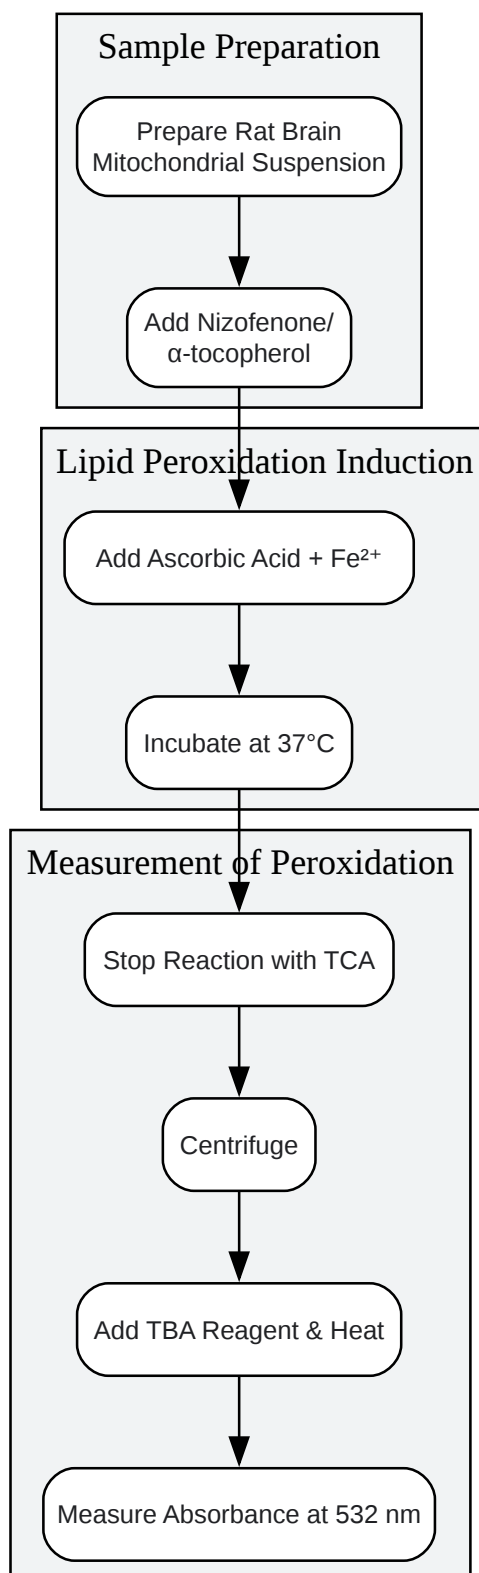 Sample Preparation
Prepare Rat Brain
Mitochondrial Suspension
Add Nizofenone/
α-tocopherol
Lipid Peroxidation Induction
Add Ascorbic Acid + Fe²⁺
Incubate at 37°C
Measurement of Peroxidation
Stop Reaction with TCA
Centrifuge
Add TBA Reagent & Heat
Measure Absorbance at 532 nm